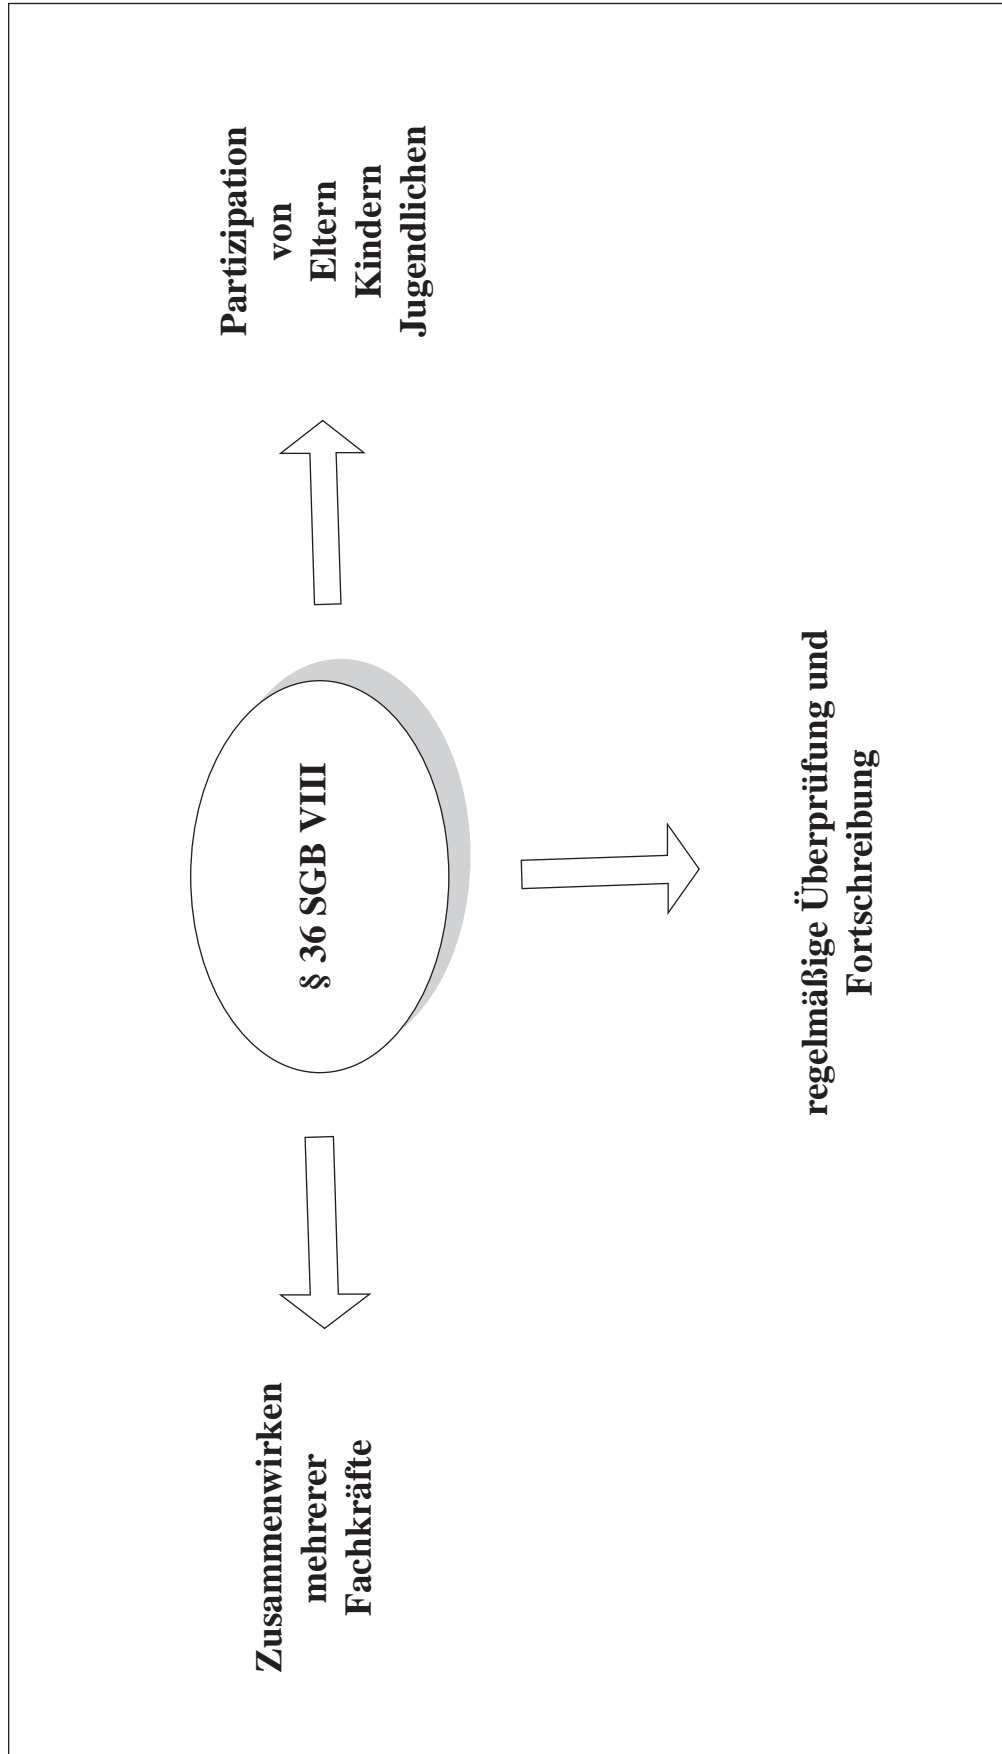 § 36 SGB VIII
Zusammenwirken
mehrerer
Fachkräfte
Partizipation
von
Eltern
Kindern
Jugendlichen
regelmäßige Überprüfung und
Fortschreibung